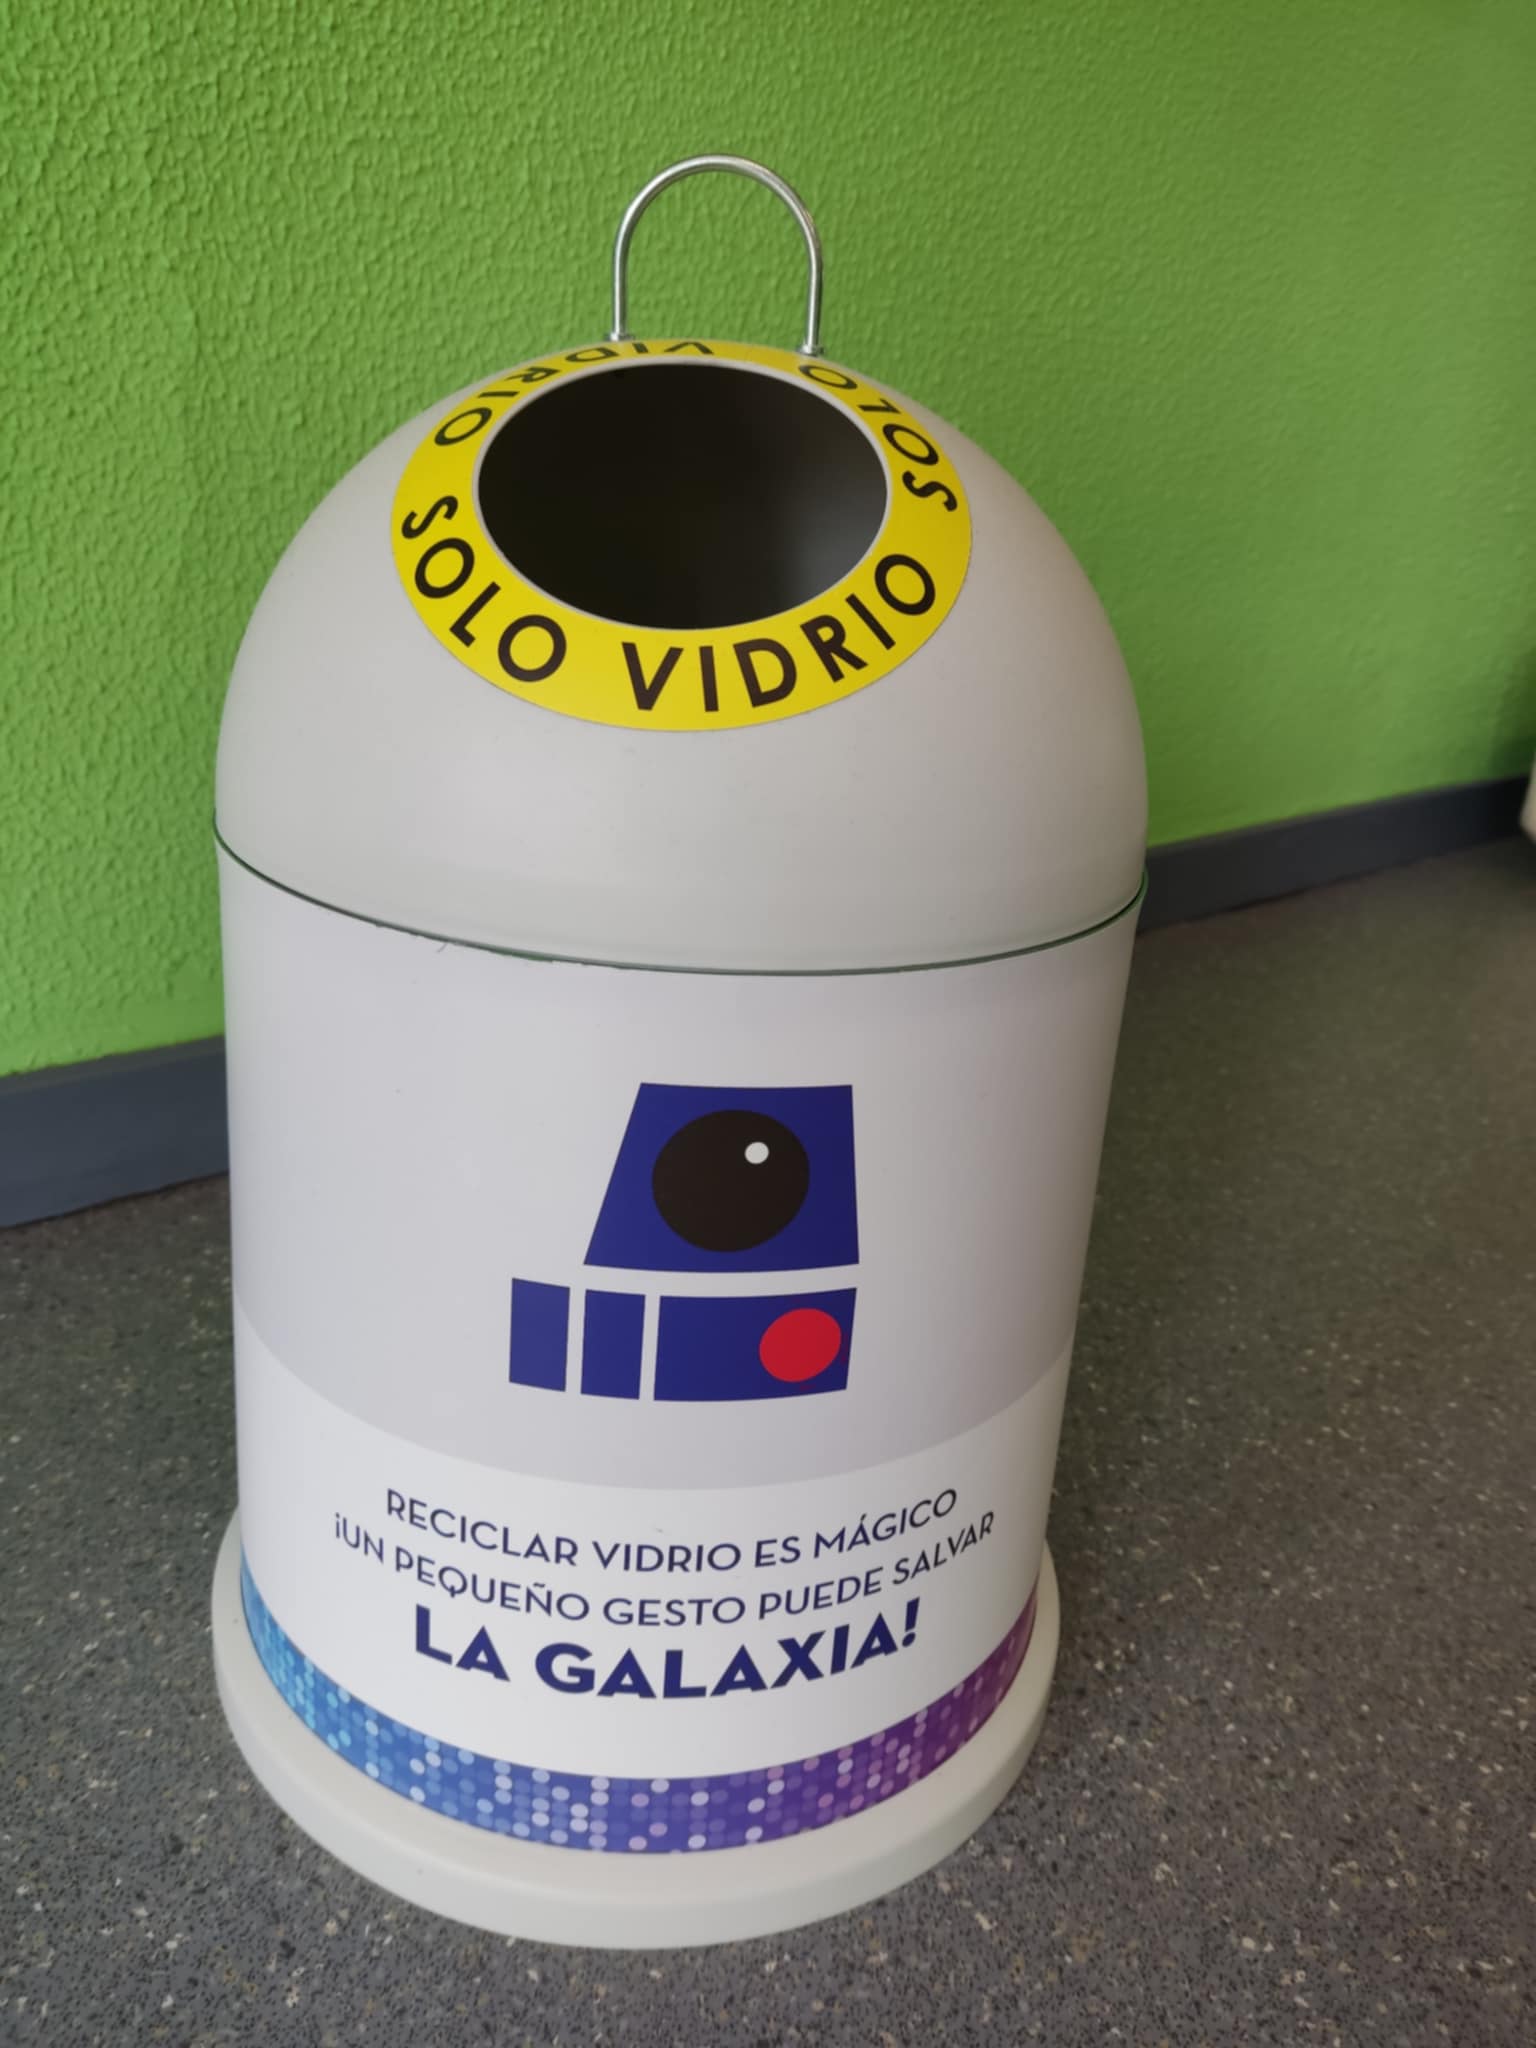 SOLO VIDRIO SOLO VIDRIO
RECICLAR VIDRIO ES MÁGICO
¡UN PEQUEÑO GESTO PUEDE SALVAR
LA GALAXIA!